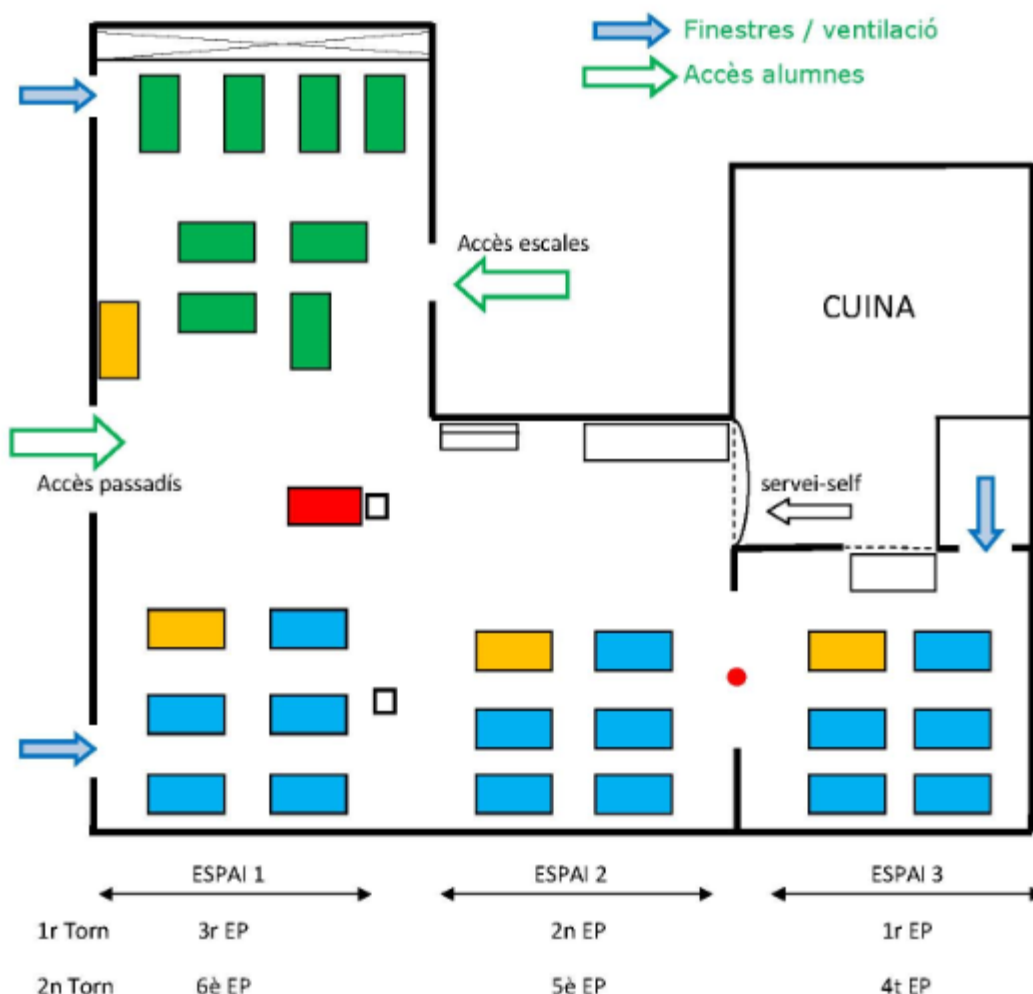 Finestres / ventilació
Accès alumnes
Accès escales
CUINA
Accès passadís
servei-self
ESPAI 1 ESPAI 2 ESPAI 3
1r Torn 3r EP 2n EP 1r EP
2n Torn 6è EP 5è EP 4t EP